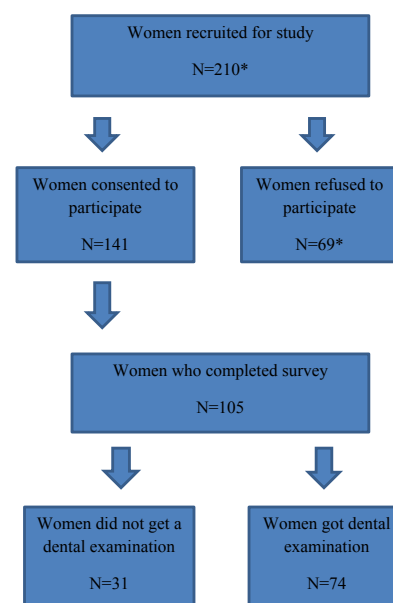 Women recruited for study
N=210*
Women consented to
participate
N=141
Women refused to
participate
N=69*
Women who completed survey
N=105
Women did not get a
dental examination
N=31
Women got dental
examination
N=74